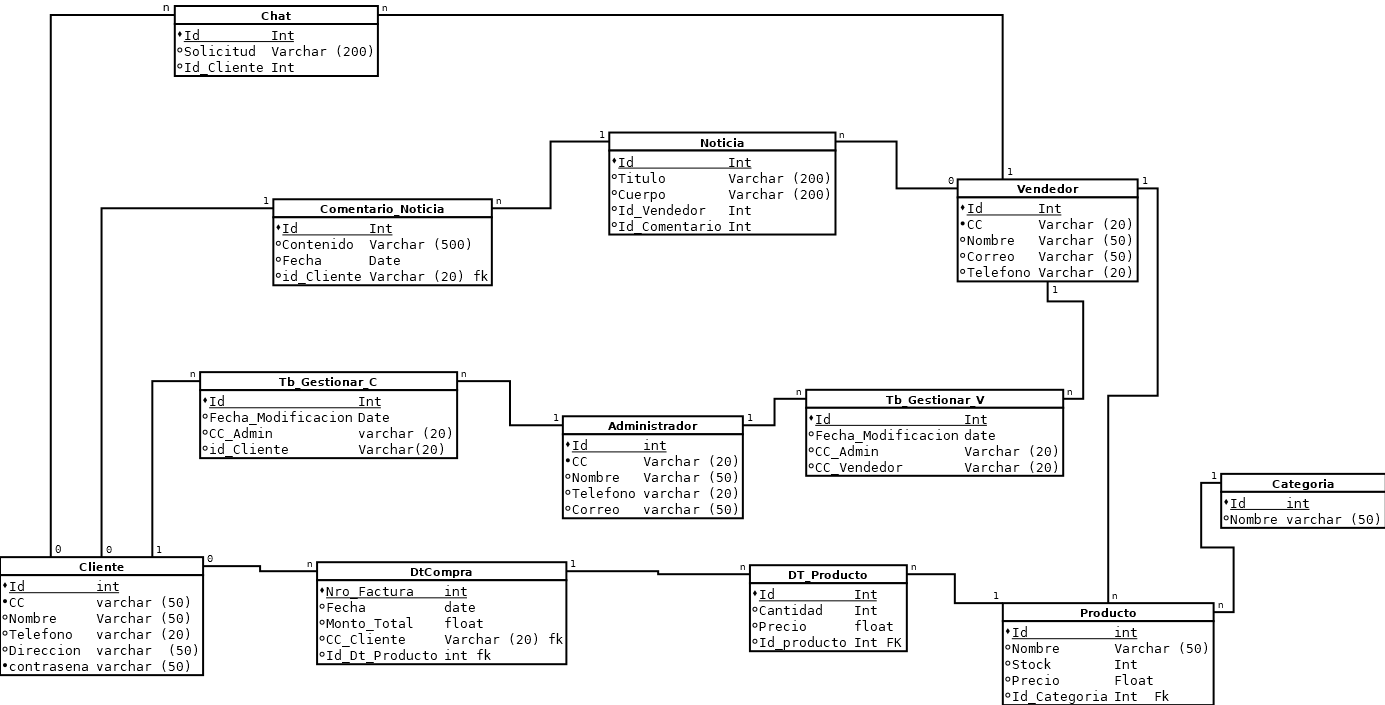 n Chat n
Id Int
Solicitud Varchar (200)
Id_Cliente Int
1 Noticia n
Id Int
Titulo Varchar (200)
Cuerpo Varchar (200)
Id_Vendedor Int
Id_Comentario Int
1
0 Vendedor 1
Id Int
CC Varchar (20)
Nombre Varchar (50)
Correo Varchar (50)
Telefono Varchar (20)
1
1 Comentario_Noticia n
Id Int
Contenido Varchar (500)
Fecha Date
id_Cliente Varchar (20) fk
n Tb_Gestionar_C n
Id Int
Fecha_Modificacion Date
CC_Admin varchar (20)
id_Cliente Varchar(20)
1 Administrador 1
Id int
CC Varchar (20)
Nombre Varchar (50)
Telefono varchar (20)
Correo varchar (50)
n Tb_Gestionar_V n
Id Int
Fecha_Modificacion date
CC_Admin Varchar (20)
CC_Vendedor Varchar (20)
1 Categoria
Id int
Nombre varchar (50)
0 0 1
Cliente 0
Id int
CC varchar (50)
Nombre Varchar (50)
Telefono varchar (20)
Direccion varchar (50)
contrasena varchar (50)
n DtCompra 1
Nro_Factura int
Fecha date
Monto_Total float
CC_Cliente Varchar (20) fk
Id_Dt_Producto int fk
n DT_Producto n
Id Int
Cantidad Int
Precio float
Id_producto Int FK
1 n
Producto n
Id int
Nombre Varchar (50)
Stock Int
Precio Float
Id_Categoria Int Fk